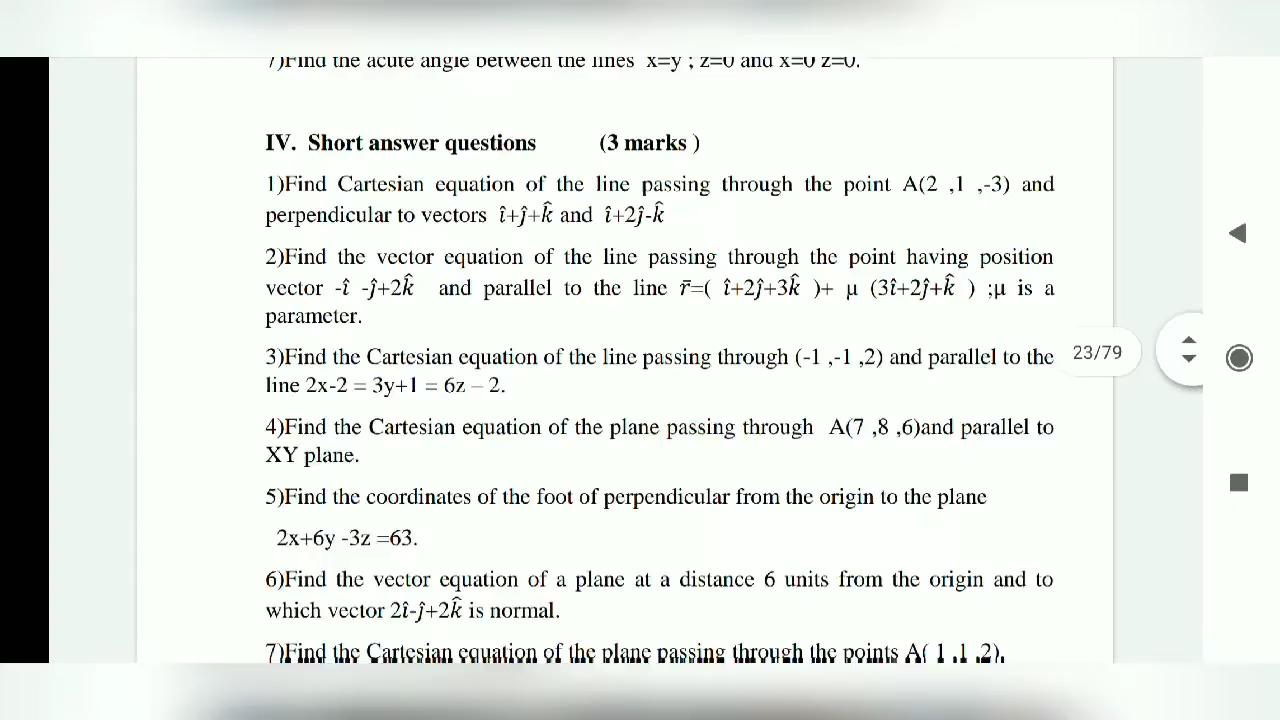 7)Find the acute angle between the lines x=y ; z=0 and x=0 z=0.
IV. Short answer questions (3 marks )
1)Find Cartesian equation of the line passing through the point A(2 ,1 ,-3) and
perpendicular to vectors î+ĵ+k̂ and î+2ĵ-k̂
2)Find the vector equation of the line passing through the point having position
vector -î -ĵ+2k̂ and parallel to the line r̄=( î+2ĵ+3k̂ )+ μ (3î+2ĵ+k̂ ) ;μ is a
parameter.
3)Find the Cartesian equation of the line passing through (-1 ,-1 ,2) and parallel to the
line 2x-2 = 3y+1 = 6z – 2.
23/79
4)Find the Cartesian equation of the plane passing through A(7 ,8 ,6)and parallel to
XY plane.
5)Find the coordinates of the foot of perpendicular from the origin to the plane
2x+6y -3z =63.
6)Find the vector equation of a plane at a distance 6 units from the origin and to
which vector 2î-ĵ+2k̂ is normal.
7)Find the Cartesian equation of the plane passing through the points A( 1 ,1 ,2),